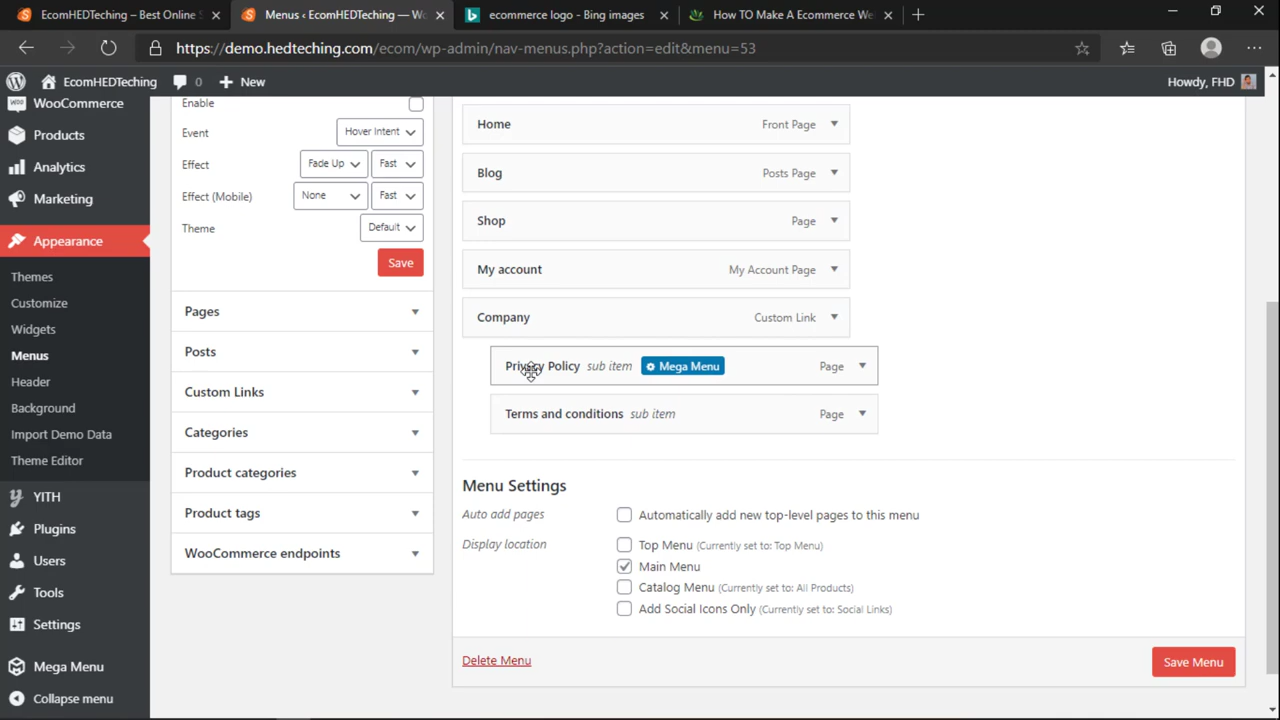 EcomHEDTeching – Best Online S
Menus ‹ EcomHEDTeching — Wo
ecommerce logo - Bing images
How TO Make A Ecommerce We
https://demo.hedteching.com/ecom/wp-admin/nav-menus.php?action=edit&menu=53
EcomHEDTeching
0
New
Howdy, FHD
WooCommerce
Products
Analytics
Marketing
Appearance
Themes
Customize
Widgets
Menus
Header
Background
Import Demo Data
Theme Editor
YITH
Plugins
Users
Tools
Settings
Mega Menu
Collapse menu
Enable
Event Hover Intent
Effect Fade Up Fast
Effect (Mobile) None Fast
Theme Default
Save
Pages
Posts
Custom Links
Categories
Product categories
Product tags
WooCommerce endpoints
Home Front Page
Blog Posts Page
Shop Page
My account My Account Page
Company Custom Link
Privacy Policy sub item Mega Menu Page
Terms and conditions sub item Page
Menu Settings
Auto add pages Automatically add new top-level pages to this menu
Display location Top Menu (Currently set to: Top Menu)
Main Menu
Catalog Menu (Currently set to: All Products)
Add Social Icons Only (Currently set to: Social Links)
Delete Menu
Save Menu